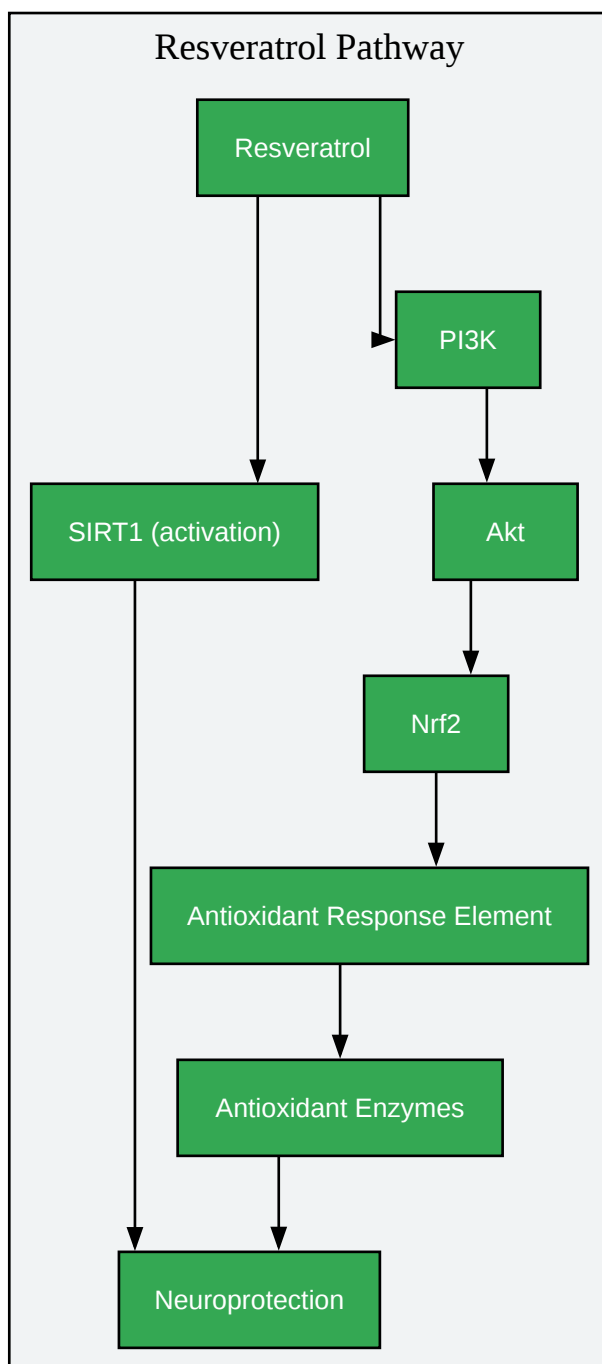 Resveratrol Pathway
Resveratrol
PI3K
SIRT1 (activation)
Akt
Nrf2
Antioxidant Response Element
Antioxidant Enzymes
Neuroprotection